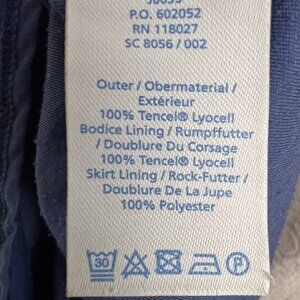 P.O. 602052
RN 118027
SC 8056 / 002
Outer / Obermaterial /
Extérieur
100% Tencel® Lyocell
Bodice Lining / Rumpffutter
/ Doublure Du Corsage
100% Tencel® Lyocell
Skirt Lining / Rock-Futter /
Doublure De La Jupe
100% Polyester
30
P